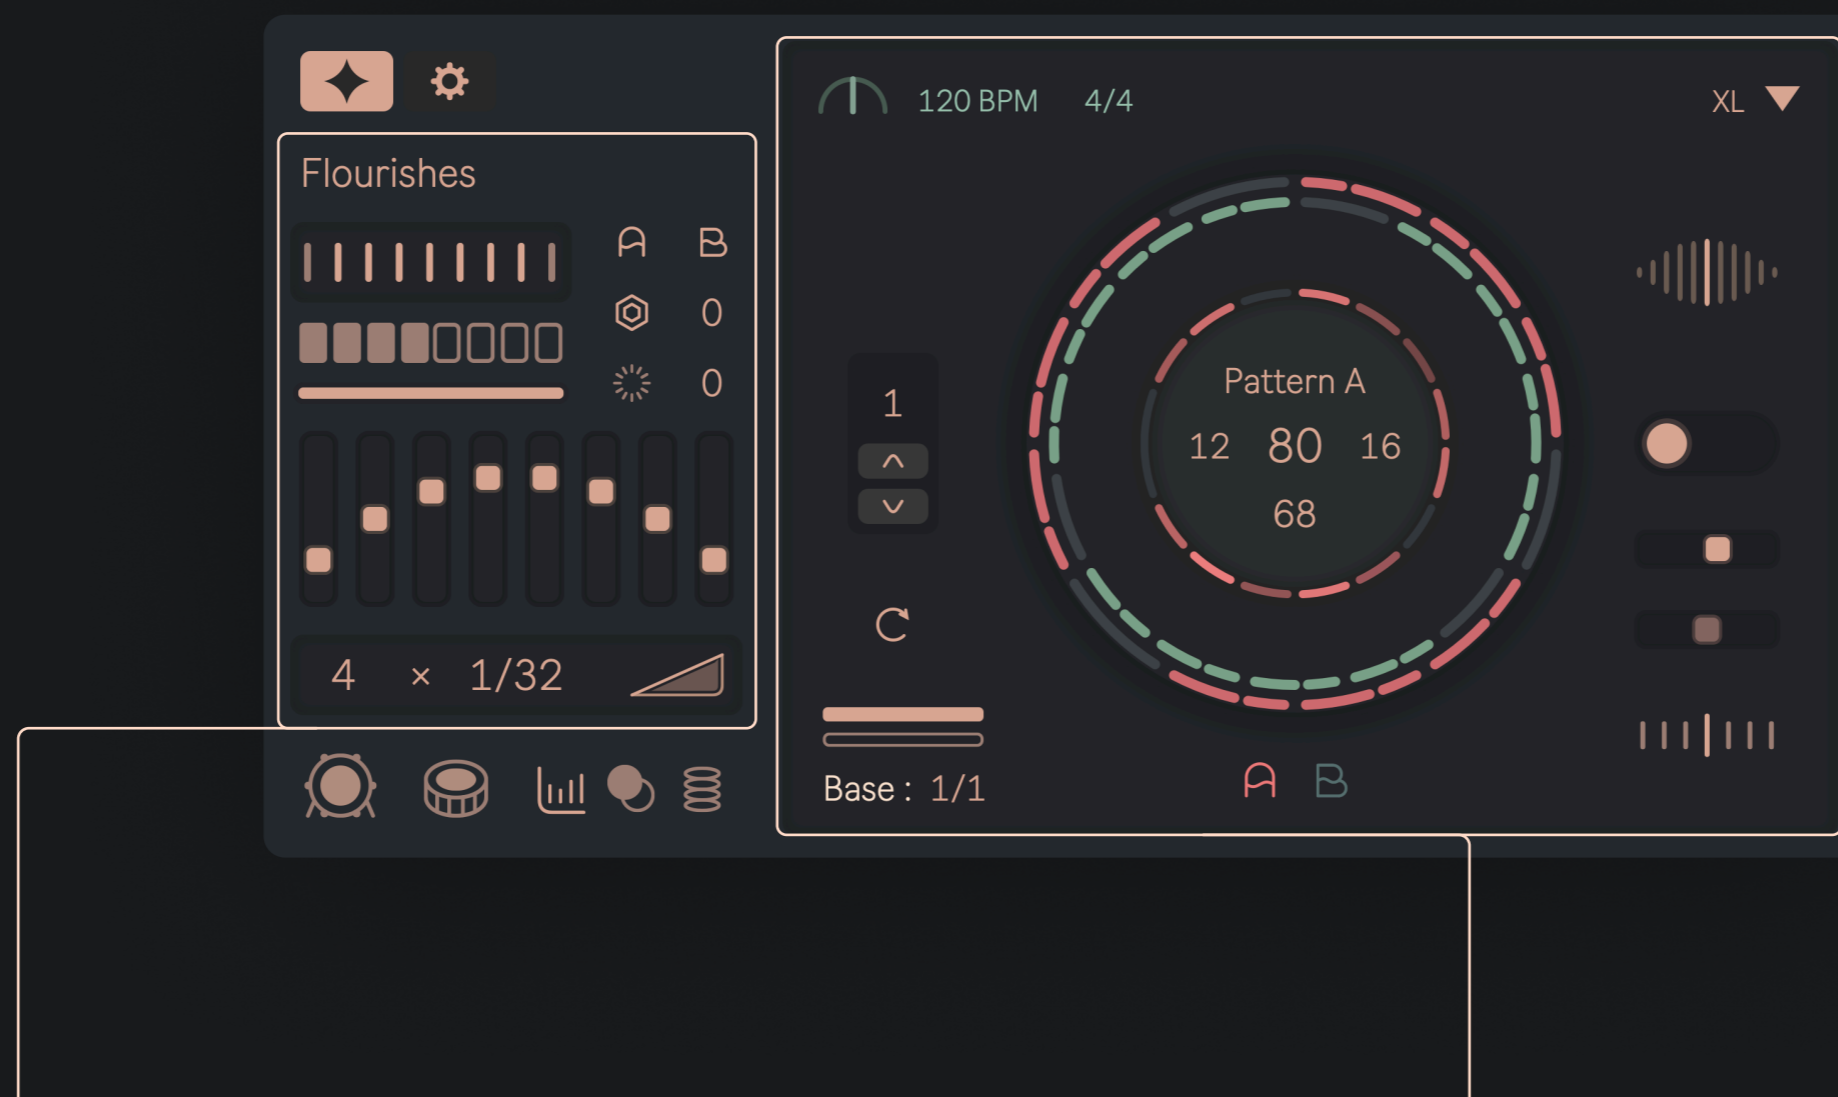 120 BPM 4/4
XL
Flourishes
A B
0
0
4 × 1/32
1
Pattern A
12 80 16
68
Base : 1/1
A B